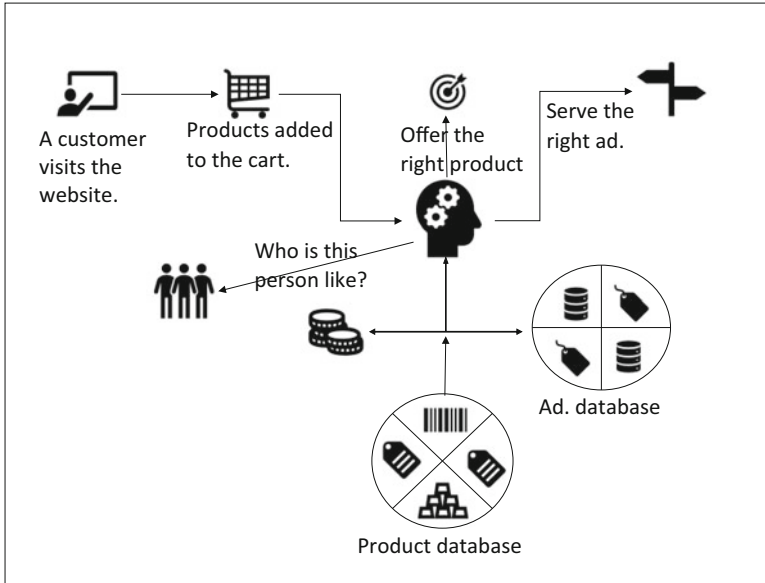 A customer
visits the
website.
Products added
to the cart.
Offer the
right product
Serve the
right ad.
Who is this
person like?
Ad. database
Product database